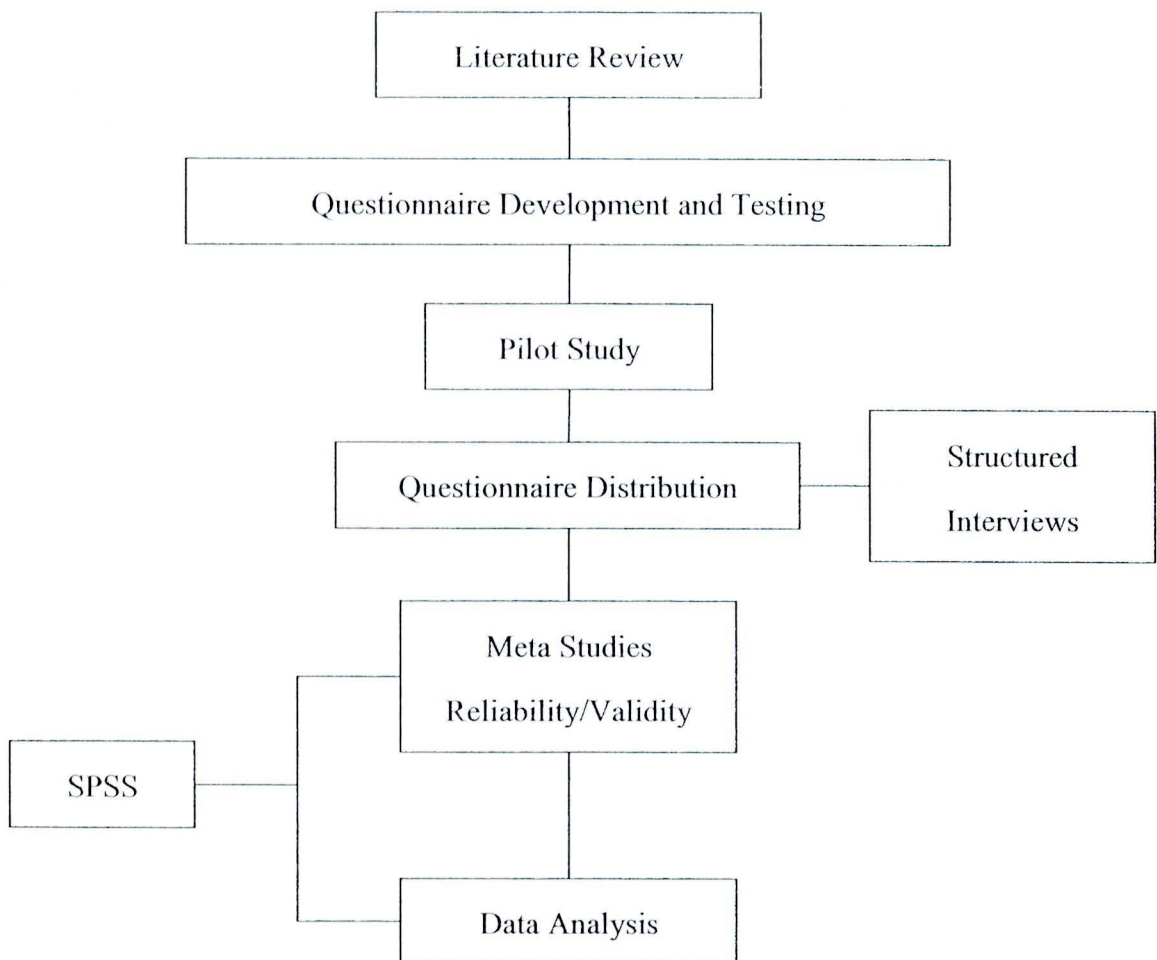 Literature Review
Questionnaire Development and Testing
Pilot Study
Questionnaire Distribution
Structured
Interviews
Meta Studies
Reliability/Validity
SPSS
Data Analysis